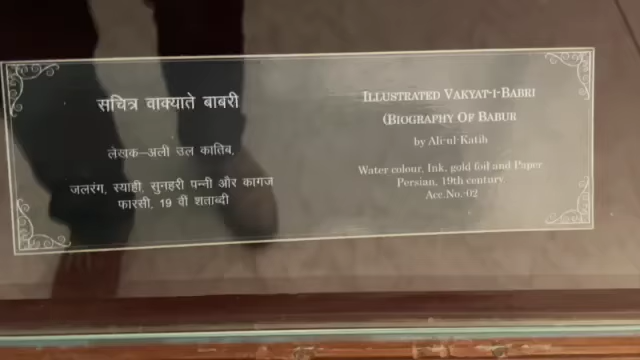 सचित्र वाक्याते बाबरी
लेखक–अली उल कातिब,
जलरंग, स्याही, सुनहरी पन्नी और कागज
फारसी, 19 वीं शताब्दी
ILLUSTRATED VAKYAT-I-BABRI
(BIOGRAPHY OF BABUR
by Ali-ul-Katib
Water colour, Ink, gold foil and Paper
Persian, 19th century
Acc.No.-02